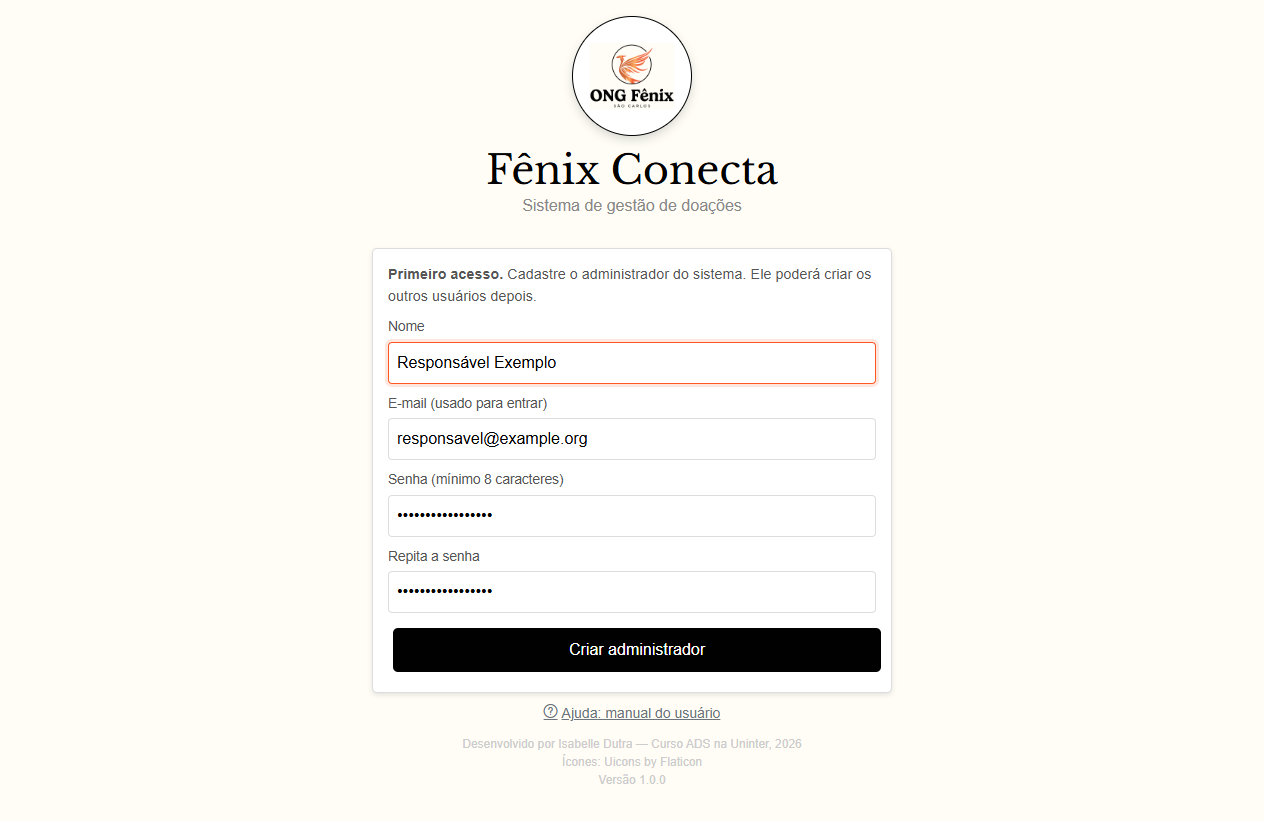 ONG Fênix
SÃO CARLOS
Fênix Conecta
Sistema de gestão de doações
Primeiro acesso. Cadastre o administrador do sistema. Ele poderá criar os
outros usuários depois.
Nome
Responsável Exemplo
E-mail (usado para entrar)
responsavel@example.org
Senha (mínimo 8 caracteres)
•••••••••••••••••
Repita a senha
•••••••••••••••••
Criar administrador
Ajuda: manual do usuário
Desenvolvido por Isabelle Dutra — Curso ADS na Uninter, 2026
Ícones: Uicons by Flaticon
Versão 1.0.0